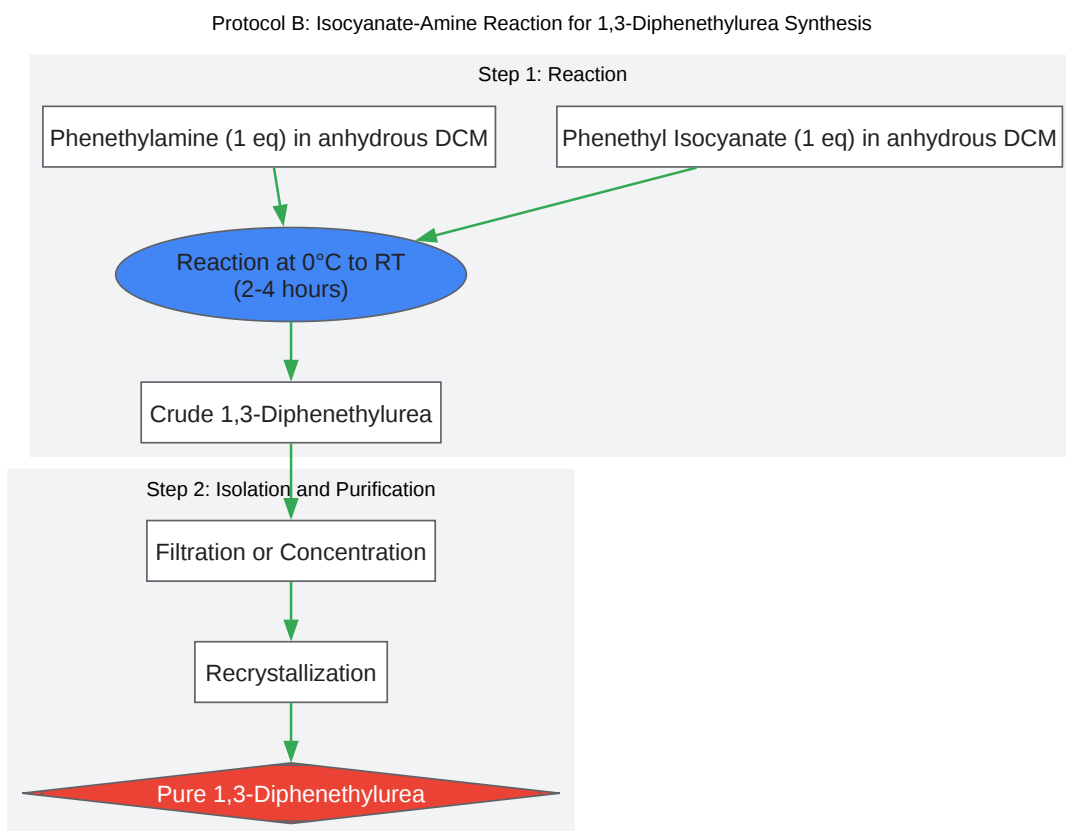 Protocol B: Isocyanate-Amine Reaction for 1,3-Diphenethylurea Synthesis
Step 1: Reaction
Phenethylamine (1 eq) in anhydrous DCM
Phenethyl Isocyanate (1 eq) in anhydrous DCM
Reaction at 0°C to RT
(2-4 hours)
Crude 1,3-Diphenethylurea
Step 2: Isolation and Purification
Filtration or Concentration
Recrystallization
Pure 1,3-Diphenethylurea